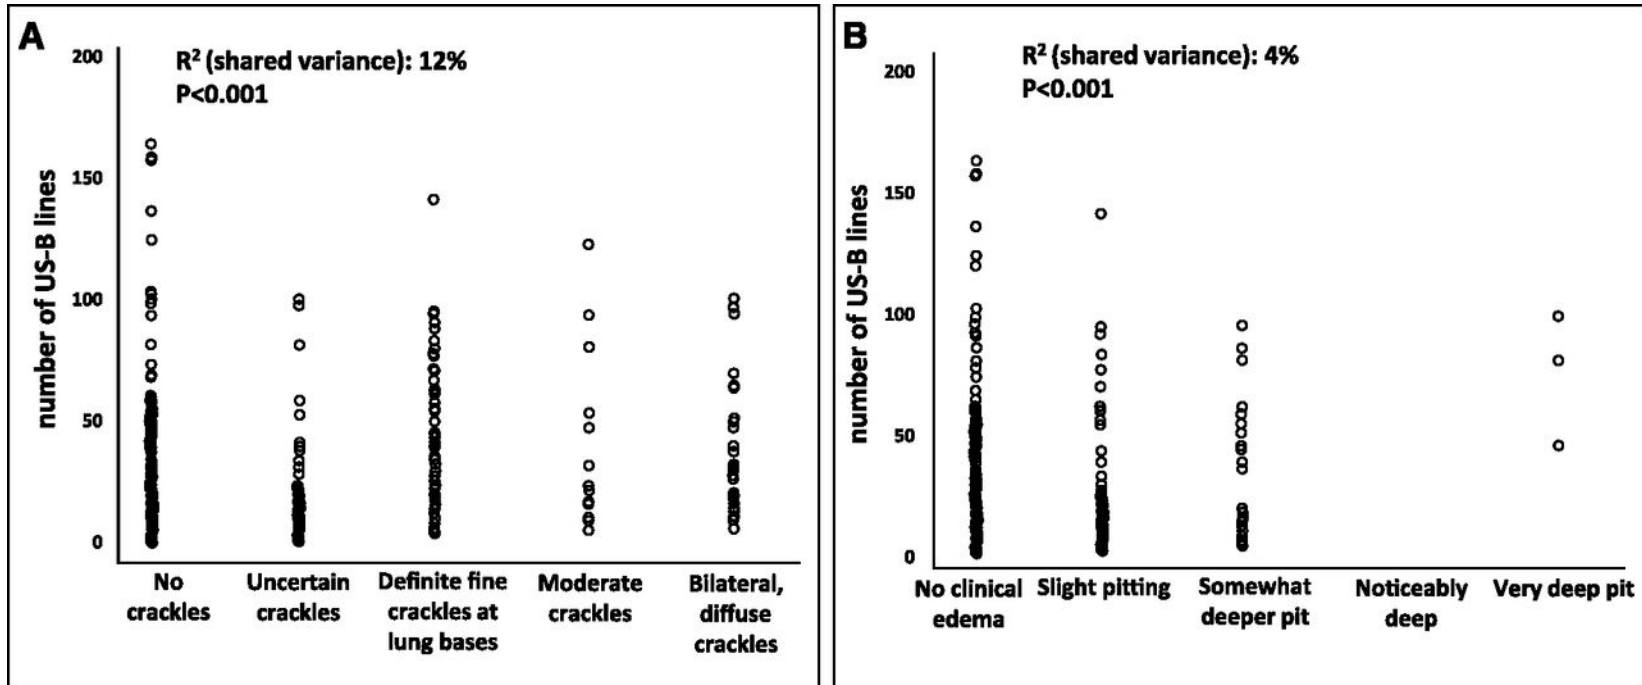 A
R² (shared variance): 12%
P<0.001
number of US-B lines
200
150
100
50
0
No
crackles
Uncertain
crackles
Definite fine
crackles at
lung bases
Moderate
crackles
Bilateral,
diffuse
crackles
B
R² (shared variance): 4%
P<0.001
number of US-B lines
200
150
100
50
0
No clinical
edema
Slight pitting
Somewhat
deeper pit
Noticeably
deep
Very deep pit